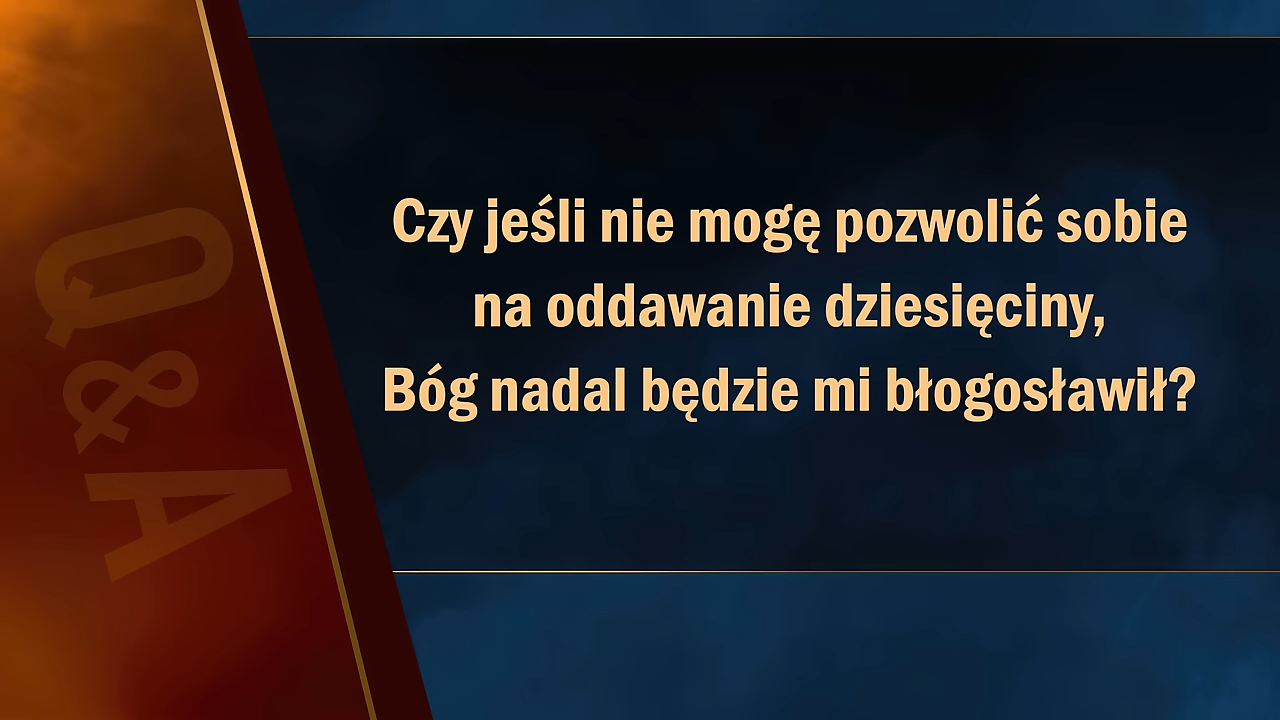 Q&A
Czy jeśli nie mogę pozwolić sobie
na oddawanie dziesięciny,
Bóg nadal będzie mi błogosławił?